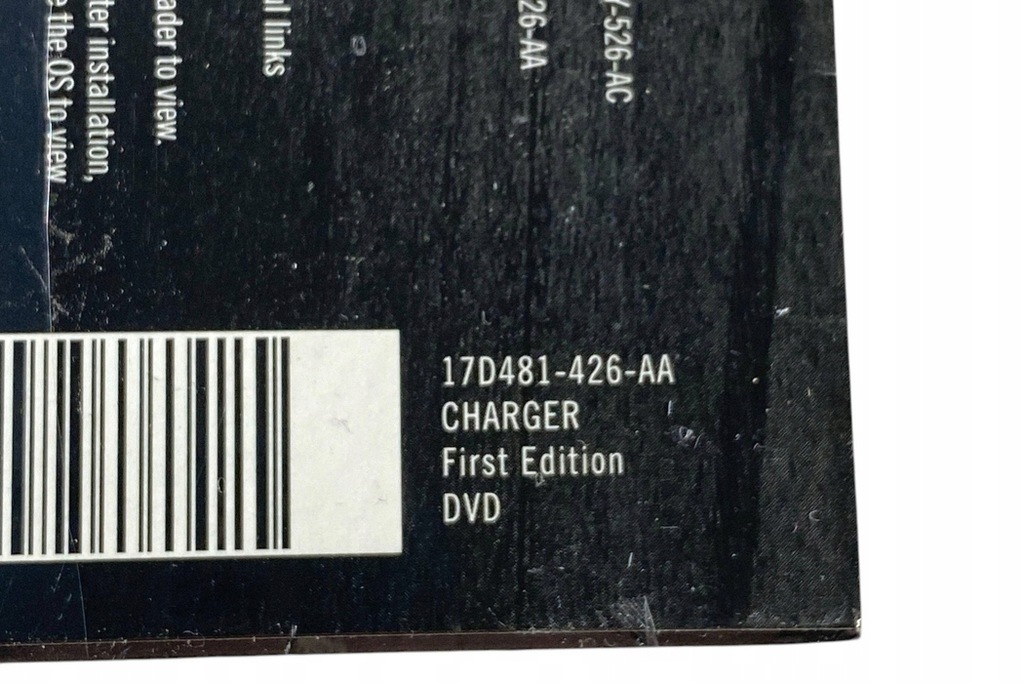 l links
ader to view.
ter installation,
the OS to view
26-AA
-526-AC
17D481-426-AA
CHARGER
First Edition
DVD